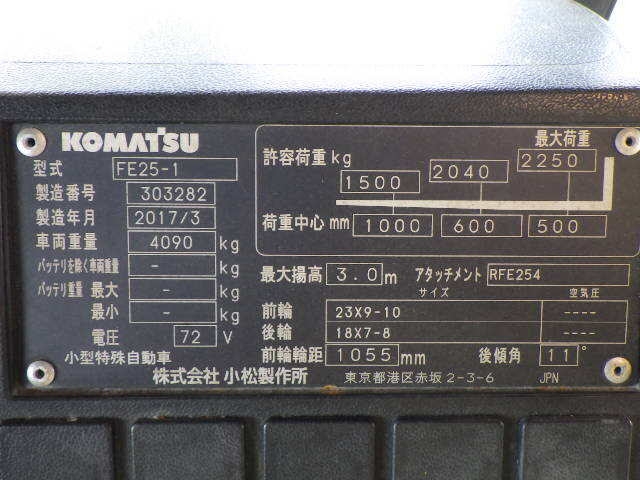 KOMATSU
型式 FE25-1
製造番号 303282
製造年月 2017/3
車両重量 4090 kg
バッテリを除く車両重量 - kg
バッテリ重量 最大 - kg
最小 - kg
電圧 72 V
小型特殊自動車
最大荷重
許容荷重 kg 1500 2040 2250
荷重中心 mm 1000 600 500
最大揚高 3.0 m アタッチメント RFE254
サイズ 空気圧
前輪 23X9-10 ----
後輪 18X7-8 ----
前輪輪距 1055 mm 後傾角 11°
株式会社 小松製作所 東京都港区赤坂2-3-6 JPN